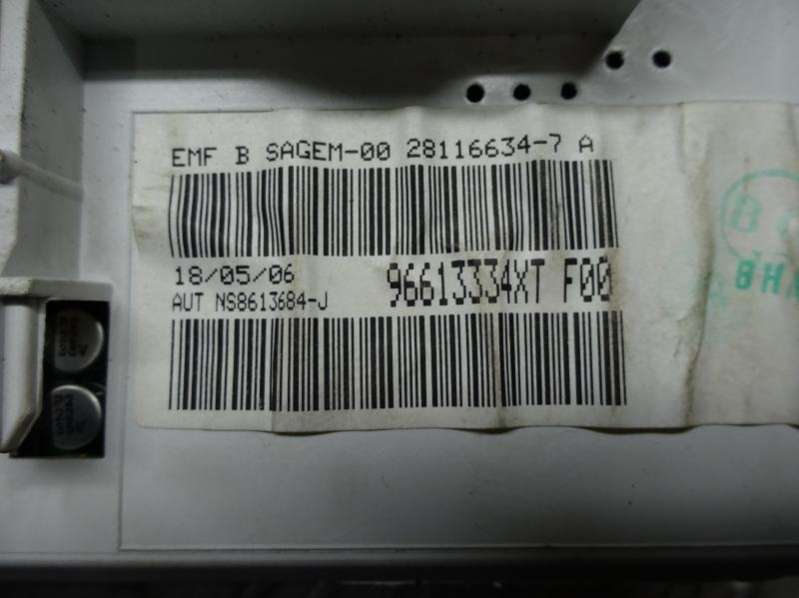 EMF B SAGEM-00 28116634-7 A
18/05/06
96613334XT F00
AUT NS8613684-J